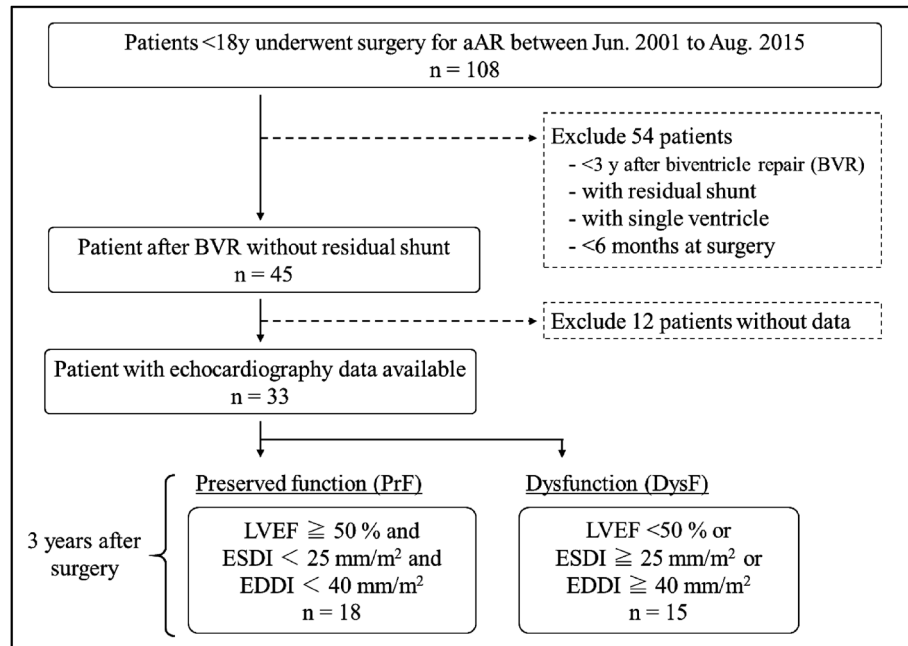 Patients <18y underwent surgery for aAR between Jun. 2001 to Aug. 2015
n = 108
Exclude 54 patients
- <3 y after biventricle repair (BVR)
- with residual shunt
- with single ventricle
- <6 months at surgery
Patient after BVR without residual shunt
n = 45
Exclude 12 patients without data
Patient with echocardiography data available
n = 33
3 years after
surgery
Preserved function (PrF)
LVEF ≧ 50 % and
ESDI < 25 mm/m² and
EDDI < 40 mm/m²
n = 18
Dysfunction (DysF)
LVEF <50 % or
ESDI ≧ 25 mm/m² or
EDDI ≧ 40 mm/m²
n = 15